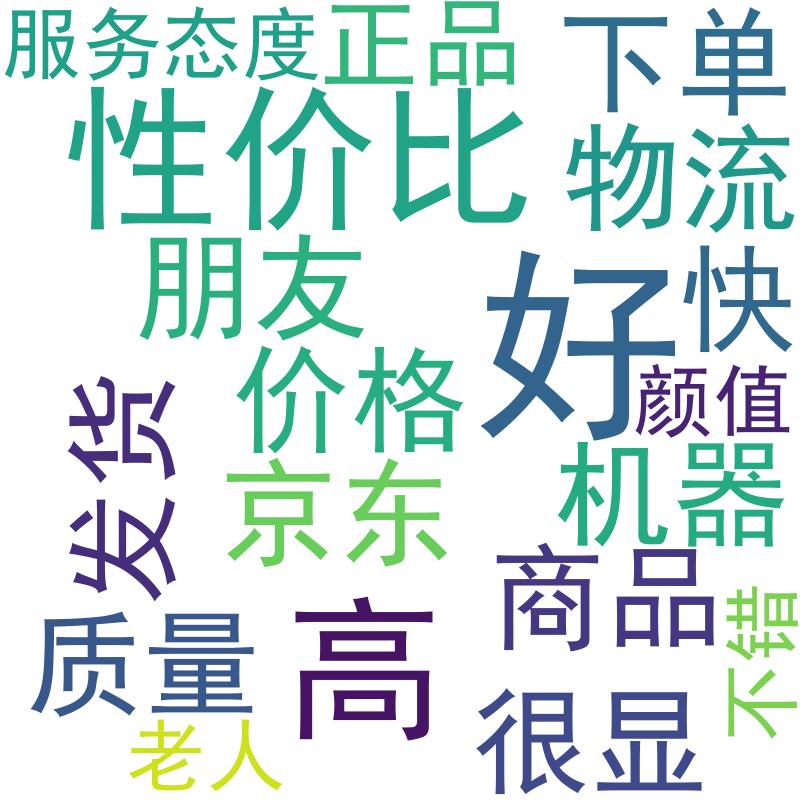 服务态度
正品
下单
性价比
物流
朋友
好
快
价格
颜值
发货
京东
机器
商品
不错
质量
高
很显
老人